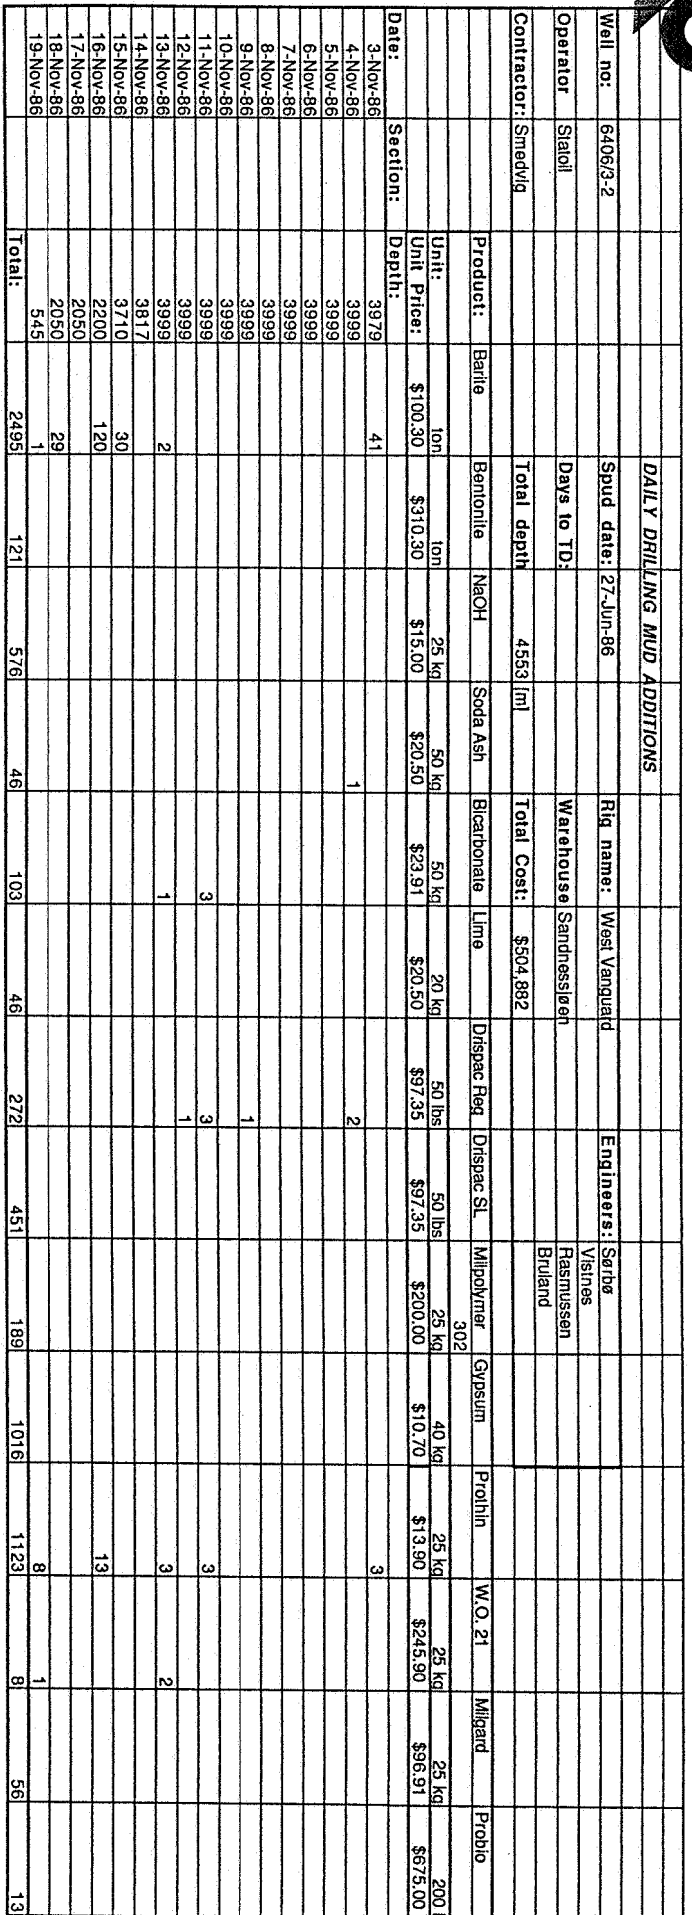 DAILY DRILLING MUD ADDITIONS
Well no: 6406/3-2 Spud date: 27-Jun-86 Rig name: West Vanguard Engineers: Sørbø
Vistnes
Operator Statoil Days to TD: Warehouse Sandnessjøen Rasmussen
Bruland
Contractor: Smedvig Total depth 4553 [m] Total Cost: $504,882
Product: Barite Bentonite NaOH Soda Ash Bicarbonate Lime Drispac Reg Drispac SL Milpolymer Gypsum Prothin W.O. 21 Milgard Probio
302
Unit: ton ton 25 kg 50 kg 50 kg 20 kg 50 lbs 50 lbs 25 kg 40 kg 25 kg 25 kg 25 kg 200
Unit Price: $100.30 $310.30 $15.00 $20.50 $23.91 $20.50 $97.35 $97.35 $200.00 $10.70 $13.90 $245.90 $96.91 $675.00
Date: Section: Depth:
3-Nov-86 3979 41 3
4-Nov-86 3999 1 2
5-Nov-86 3999
6-Nov-86 3999
7-Nov-86 3999
8-Nov-86 3999
9-Nov-86 3999 1
10-Nov-86 3999
11-Nov-86 3999 3 3 3
12-Nov-86 3999 1
13-Nov-86 3999 2 1 3 2
14-Nov-86 3817
15-Nov-86 3710 30
16-Nov-86 2200 120 13
17-Nov-86 2050
18-Nov-86 2050 29
19-Nov-86 545 1 8 1
Total: 2495 121 576 46 103 46 272 451 189 1016 1123 8 56 13